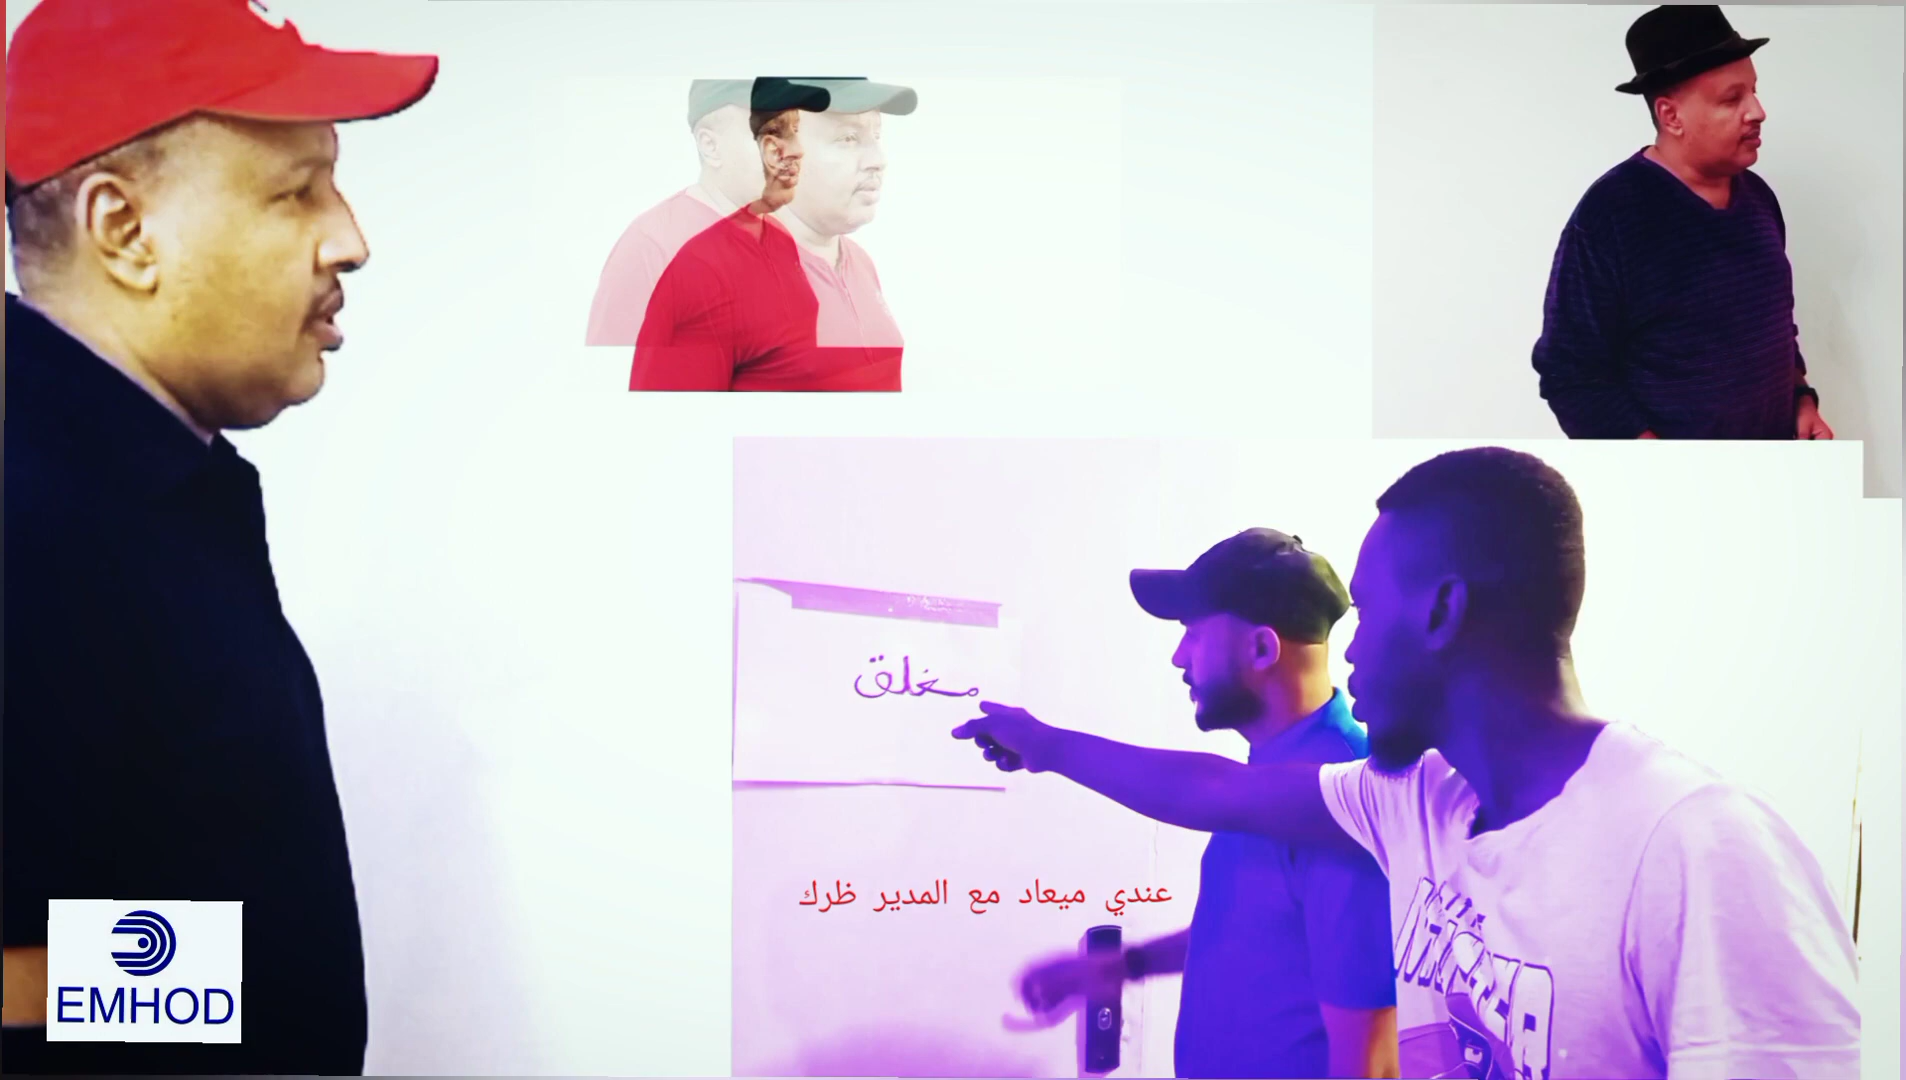 مغلق
عندي ميعاد مع المدير ظرك
EMHOD